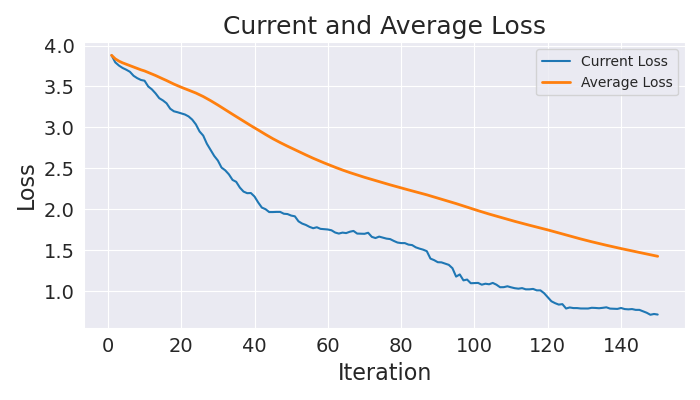 Current and Average Loss
Current Loss
Average Loss
Loss
4.0
3.5
3.0
2.5
2.0
1.5
1.0
0 20 40 60 80 100 120 140
Iteration